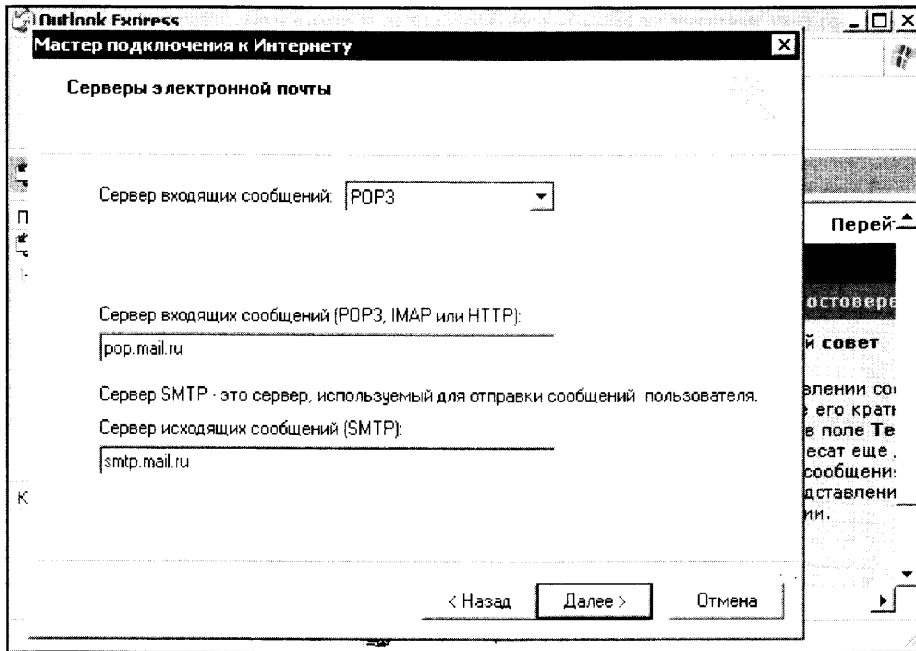 Outlook Express
Мастер подключения к Интернету
Серверы электронной почты
Сервер входящих сообщений: POP3
Сервер входящих сообщений (POP3, IMAP или HTTP):
pop.mail.ru
Сервер SMTP - это сервер, используемый для отправки сообщений пользователя.
Сервер исходящих сообщений (SMTP):
smtp.mail.ru
< Назад
Далее >
Отмена
П
К
Перей
остовере
й совет
влении со
е его кратк
в поле Те
есат еще
сообщени
дставлени
ии.